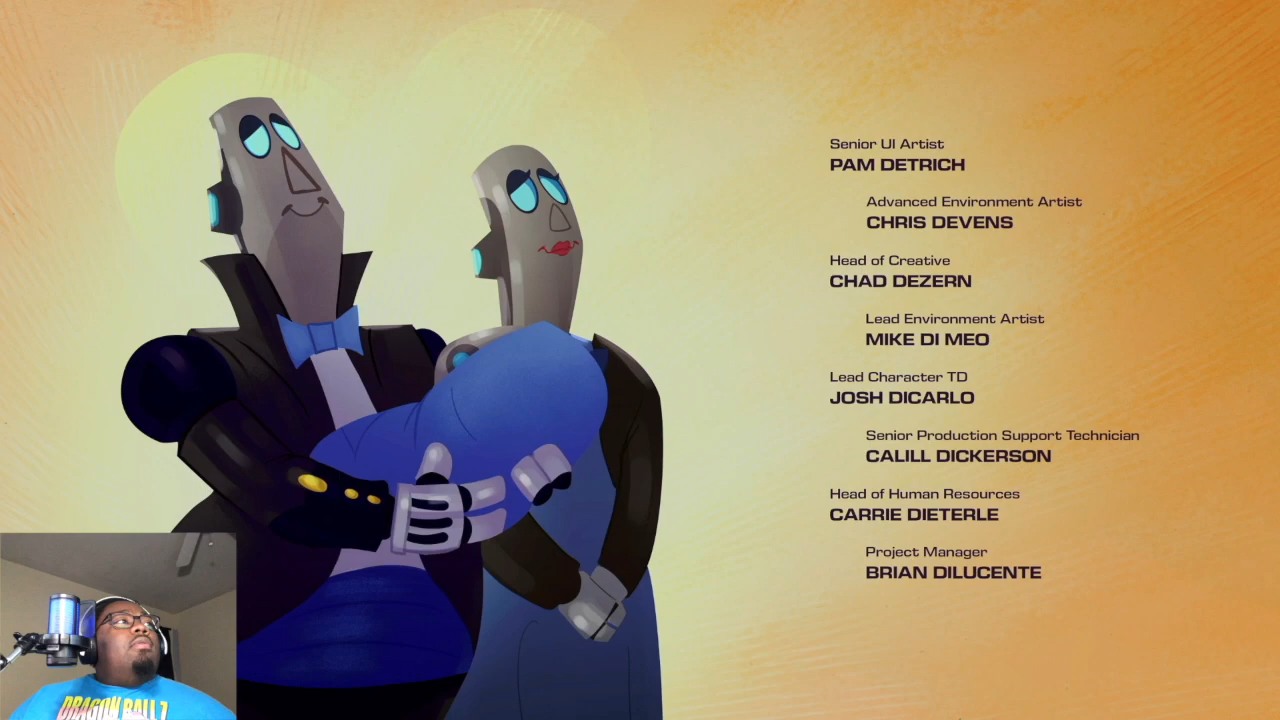 Senior UI Artist
PAM DETRICH
Advanced Environment Artist
CHRIS DEVENS
Head of Creative
CHAD DEZERN
Lead Environment Artist
MIKE DI MEO
Lead Character TD
JOSH DICARLO
Senior Production Support Technician
CALILL DICKERSON
Head of Human Resources
CARRIE DIETERLE
Project Manager
BRIAN DILUCENTE
DRAGON BALL Z